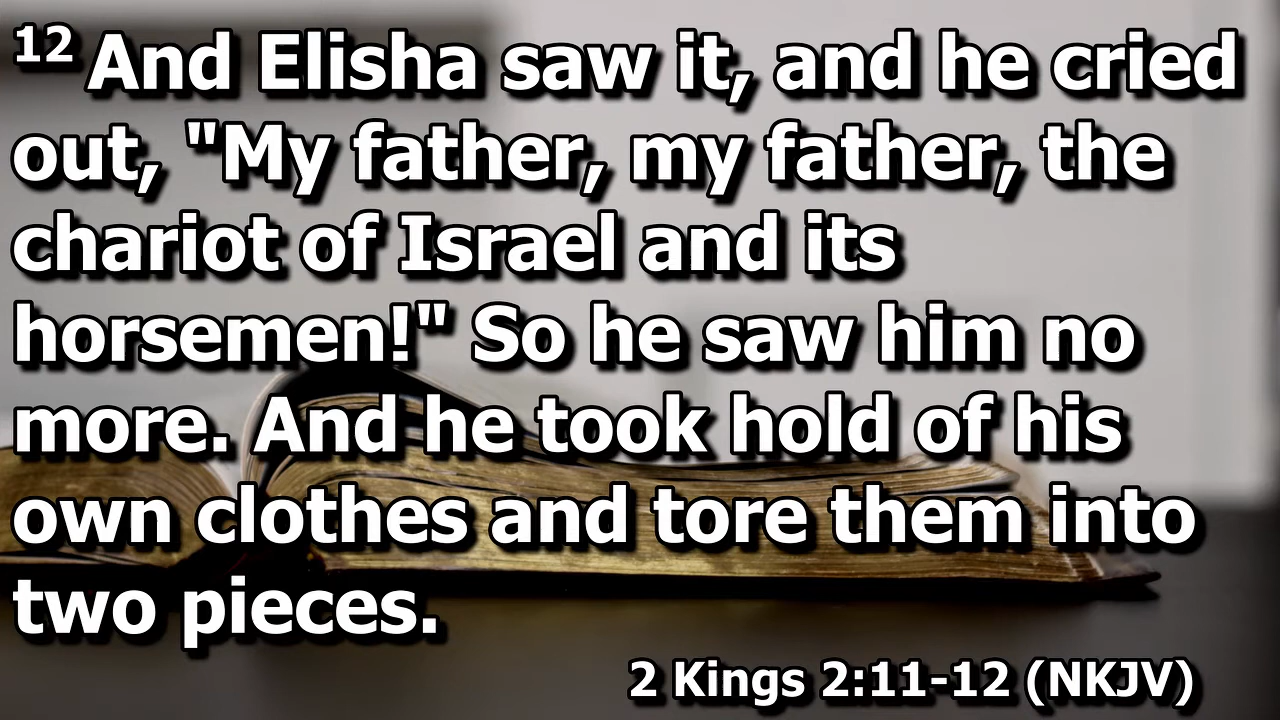 12 And Elisha saw it, and he cried
out, "My father, my father, the
chariot of Israel and its
horsemen!" So he saw him no
more. And he took hold of his
own clothes and tore them into
two pieces.
2 Kings 2:11-12 (NKJV)